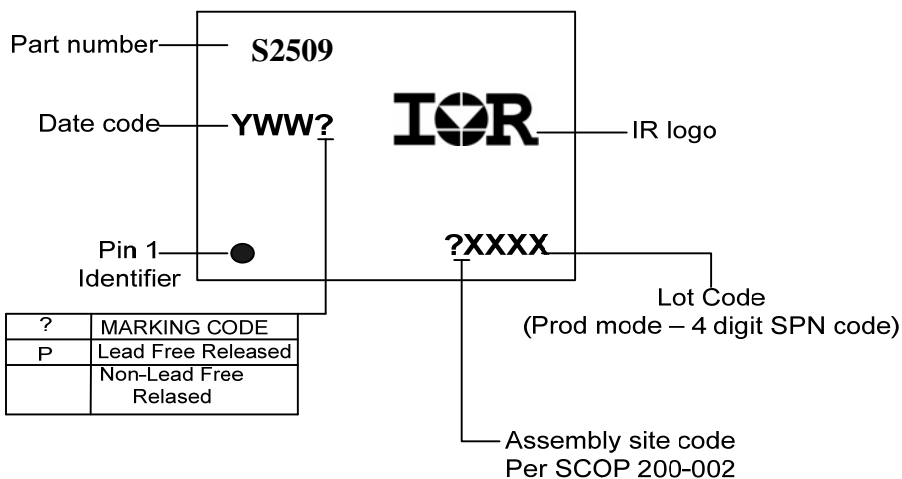 Part number
S2509
Date code
YWW?
IOR
IR logo
Pin 1
Identifier
?XXXX
Lot Code
(Prod mode – 4 digit SPN code)
? MARKING CODE
P Lead Free Released
Non-Lead Free
Relased
Assembly site code
Per SCOP 200-002